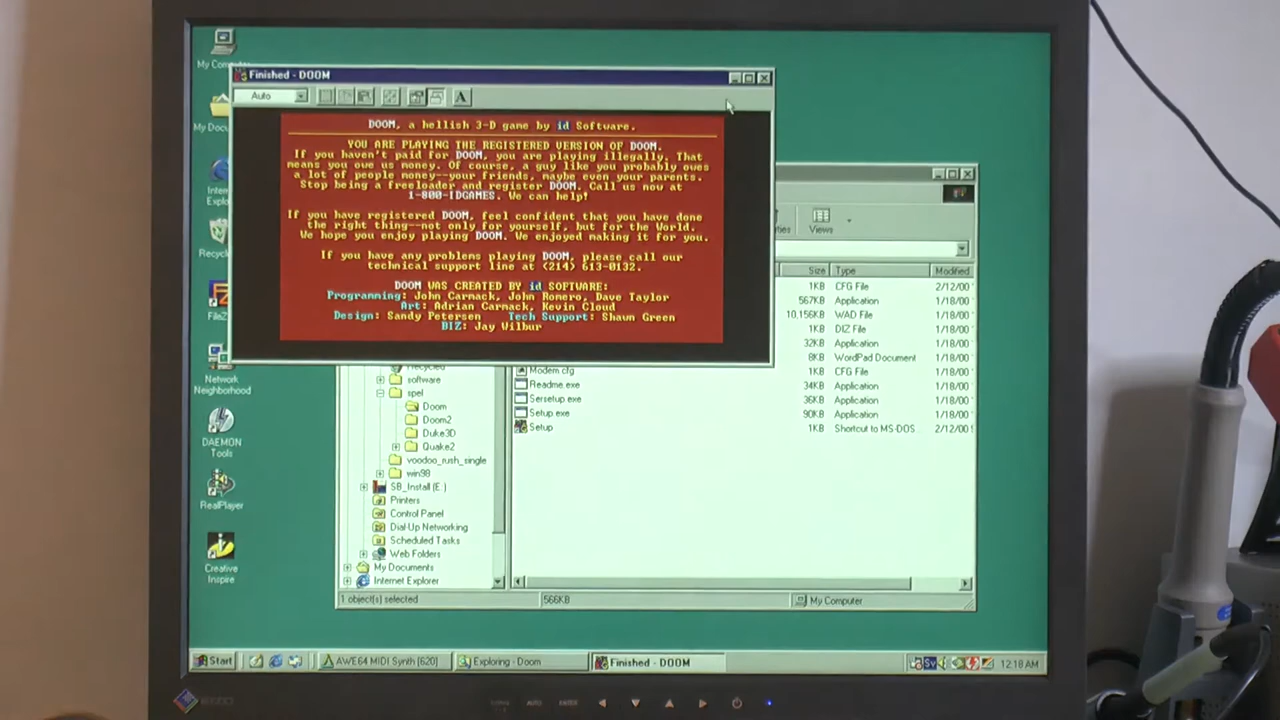 My Comp
My Docu
Intern
Explo
Recycl
FileZ
Network
Neighborhood
DAEMON
Tools
RealPlayer
Creative
Inspire
Finished - DOOM
Auto
A
DOOM, a hellish 3-D game by id Software.
YOU ARE PLAYING THE REGISTERED VERSION OF DOOM.
If you haven't paid for DOOM, you are playing illegally. That
means you owe us money. Of course, a guy like you probably owes
a lot of people money--your friends, maybe even your parents.
Stop being a freeloader and register DOOM. Call us now at
1-800-IDGAMES. We can help!
If you have registered DOOM, feel confident that you have done
the right thing--not only for yourself, but for the World.
We hope you enjoy playing DOOM. We enjoyed making it for you.
If you have any problems playing DOOM, please call our
technical support line at (214) 613-0132.
DOOM WAS CREATED BY id SOFTWARE:
Programming: John Carmack, John Romero, Dave Taylor
Art: Adrian Carmack, Kevin Cloud
Design: Sandy Petersen Tech Support: Shawn Green
BIZ: Jay Wilbur
Views
Size Type Modified
1KB CFG File 2/12/00
567KB Application 1/18/00
10,156KB WAD File 1/18/00
1KB DIZ File 1/18/00
32KB Application 1/18/00
8KB WordPad Document 1/18/00
Modem.cfg 1KB CFG File 1/18/00
Readme.exe 34KB Application 1/18/00
Sersetup.exe 36KB Application 1/18/00
Setup.exe 90KB Application 1/18/00
Setup 1KB Shortcut to MS-DOS 2/12/00
Recycled
software
spel
Doom
Doom2
Duke3D
Quake2
voodoo_rush_single
win98
SB_Install (E:)
Printers
Control Panel
Dial-Up Networking
Scheduled Tasks
Web Folders
My Documents
Internet Explorer
1 object(s) selected 566KB My Computer
Start AWE64 MIDI Synth [620] Exploring - Doom Finished - DOOM 12:18 AM
AUTO ENTER